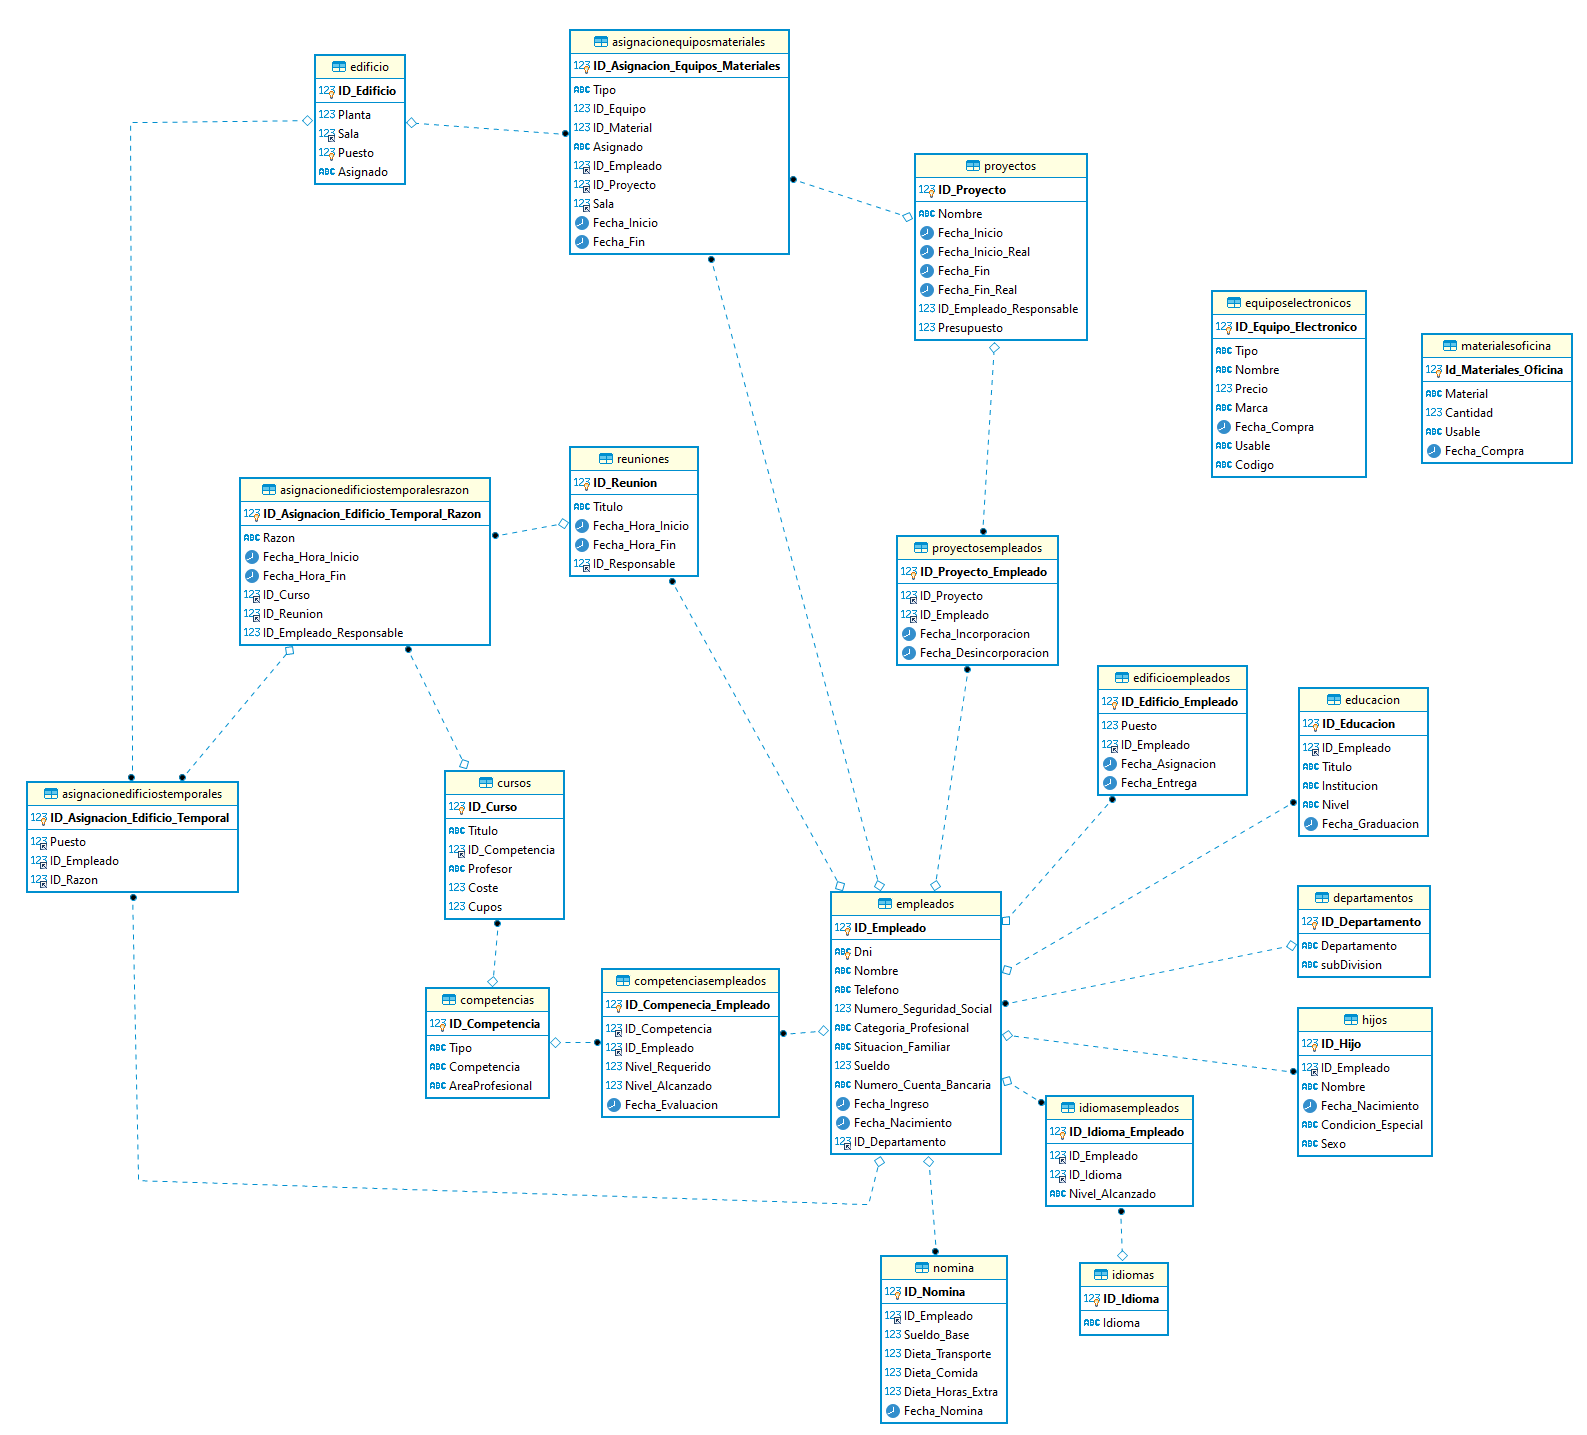 asignacionequiposmateriales
ID_Asignacion_Equipos_Materiales
ABC Tipo
123 ID_Equipo
123 ID_Material
ABC Asignado
123 ID_Empleado
123 ID_Proyecto
123 Sala
Fecha_Inicio
Fecha_Fin
edificio
123 ID_Edificio
123 Planta
123 Sala
123 Puesto
ABC Asignado
proyectos
123 ID_Proyecto
ABC Nombre
Fecha_Inicio
Fecha_Inicio_Real
Fecha_Fin
Fecha_Fin_Real
123 ID_Empleado_Responsable
123 Presupuesto
equiposelectronicos
123 ID_Equipo_Electronico
ABC Tipo
ABC Nombre
123 Precio
ABC Marca
Fecha_Compra
ABC Usable
ABC Codigo
materialesoficina
123 Id_Materiales_Oficina
ABC Material
123 Cantidad
ABC Usable
Fecha_Compra
reuniones
123 ID_Reunion
ABC Titulo
Fecha_Hora_Inicio
Fecha_Hora_Fin
123 ID_Responsable
asignacionedificiostemporalesrazon
123 ID_Asignacion_Edificio_Temporal_Razon
ABC Razon
Fecha_Hora_Inicio
Fecha_Hora_Fin
123 ID_Curso
123 ID_Reunion
123 ID_Empleado_Responsable
proyectosempleados
123 ID_Proyecto_Empleado
123 ID_Proyecto
123 ID_Empleado
Fecha_Incorporacion
Fecha_Desincorporacion
edificioempleados
123 ID_Edificio_Empleado
123 Puesto
123 ID_Empleado
Fecha_Asignacion
Fecha_Entrega
educacion
123 ID_Educacion
123 ID_Empleado
ABC Titulo
ABC Institucion
ABC Nivel
Fecha_Graduacion
asignacionedificiostemporales
123 ID_Asignacion_Edificio_Temporal
123 Puesto
123 ID_Empleado
123 ID_Razon
cursos
123 ID_Curso
ABC Titulo
123 ID_Competencia
ABC Profesor
123 Coste
123 Cupos
empleados
123 ID_Empleado
ABC Dni
ABC Nombre
ABC Telefono
123 Numero_Seguridad_Social
ABC Categoria_Profesional
ABC Situacion_Familiar
123 Sueldo
ABC Numero_Cuenta_Bancaria
Fecha_Ingreso
Fecha_Nacimiento
123 ID_Departamento
departamentos
123 ID_Departamento
ABC Departamento
ABC subDivision
competencias
123 ID_Competencia
ABC Tipo
ABC Competencia
ABC AreaProfesional
competenciasempleados
123 ID_Compenecia_Empleado
123 ID_Competencia
123 ID_Empleado
123 Nivel_Requerido
123 Nivel_Alcanzado
Fecha_Evaluacion
hijos
123 ID_Hijo
123 ID_Empleado
ABC Nombre
Fecha_Nacimiento
ABC Condicion_Especial
ABC Sexo
idiomasempleados
123 ID_Idioma_Empleado
123 ID_Empleado
123 ID_Idioma
ABC Nivel_Alcanzado
nomina
123 ID_Nomina
123 ID_Empleado
123 Sueldo_Base
123 Dieta_Transporte
123 Dieta_Comida
123 Dieta_Horas_Extra
Fecha_Nomina
idiomas
123 ID_Idioma
ABC Idioma